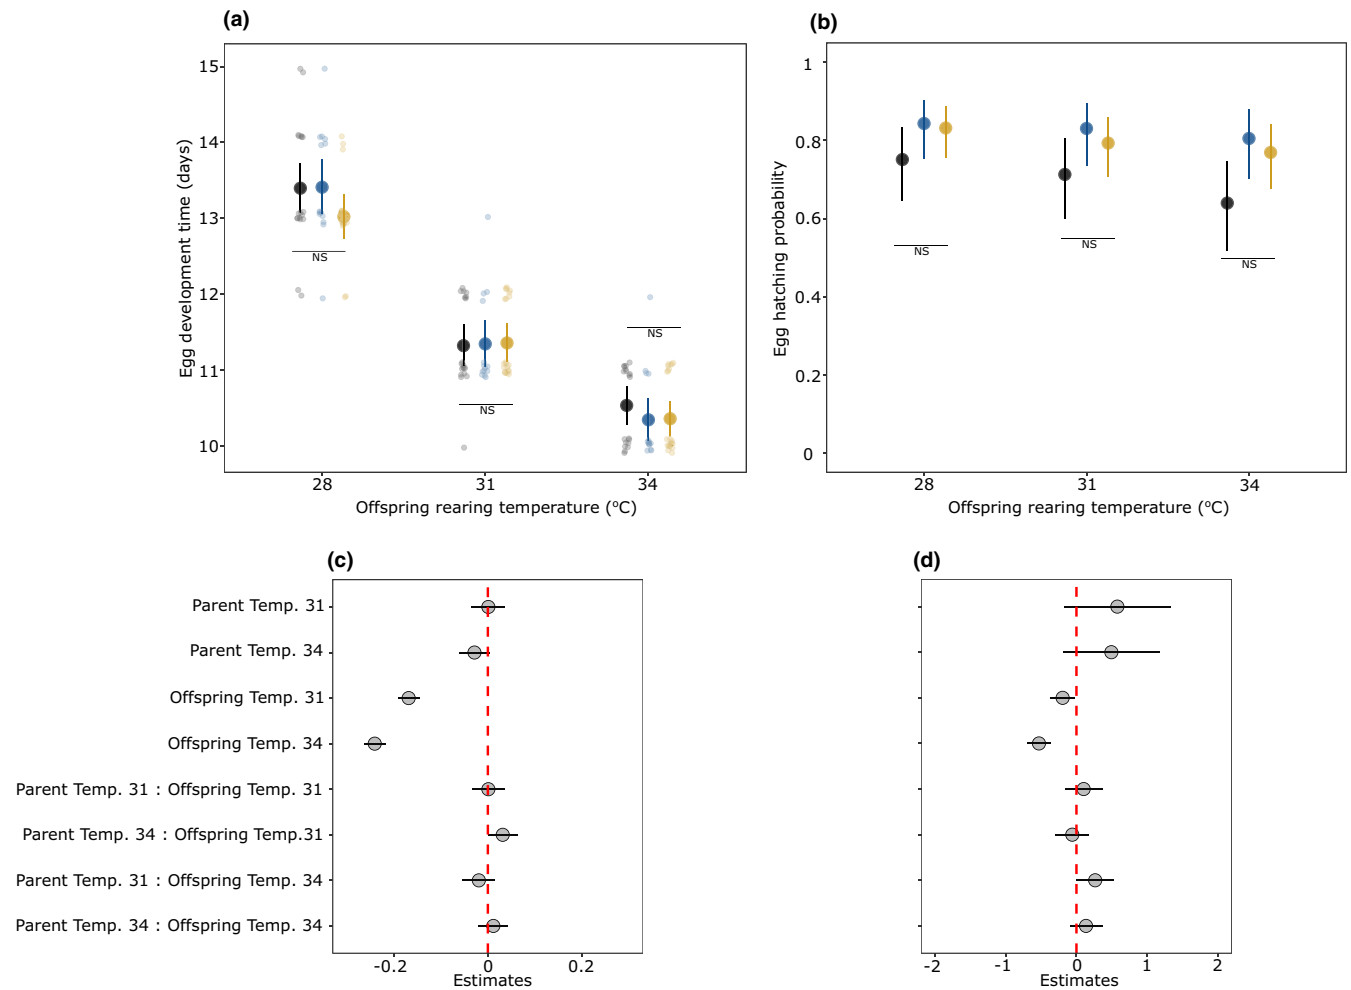 (a)
15
14
13
12
11
10
Egg development time (days)
NS
NS
NS
28
31
34
Offspring rearing temperature (°C)
(b)
1
0.8
0.6
0.4
0.2
0
Egg hatching probability
NS
NS
NS
28
31
34
Offspring rearing temperature (°C)
(c)
Parent Temp. 31
Parent Temp. 34
Offspring Temp. 31
Offspring Temp. 34
Parent Temp. 31 : Offspring Temp. 31
Parent Temp. 34 : Offspring Temp.31
Parent Temp. 31 : Offspring Temp. 34
Parent Temp. 34 : Offspring Temp. 34
-0.2
0
0.2
Estimates
(d)
-2
-1
0
1
2
Estimates